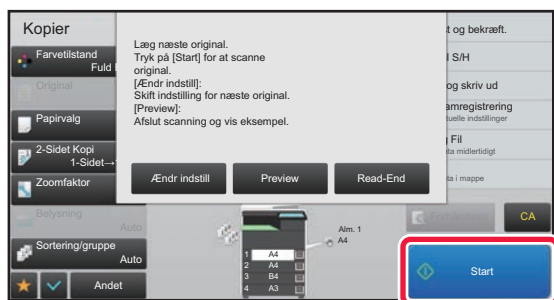 Kopier
Læg næste original.
Tryk på [Start] for at scanne
original.
[Ændr indstill]:
Skift indstilling for næste original.
[Preview]:
Afslut scanning og vis eksempel.
Ændr indstill
Preview
Read-End
Farvetilstand
Fuld
Original
Papirvalg
2-Sidet Kopi
1-Sidet→
Zoomfaktor
Belysning
Auto
Sortering/gruppe
Auto
Andet
og bekræft.
S/H
og skriv ud
amregistrering
tuelle indstillinger
Fil
ta midlertidigt
ta i mappe
Alm. 1
A4
1 A4
2 A4
3 B4
4 A3
CA
Start